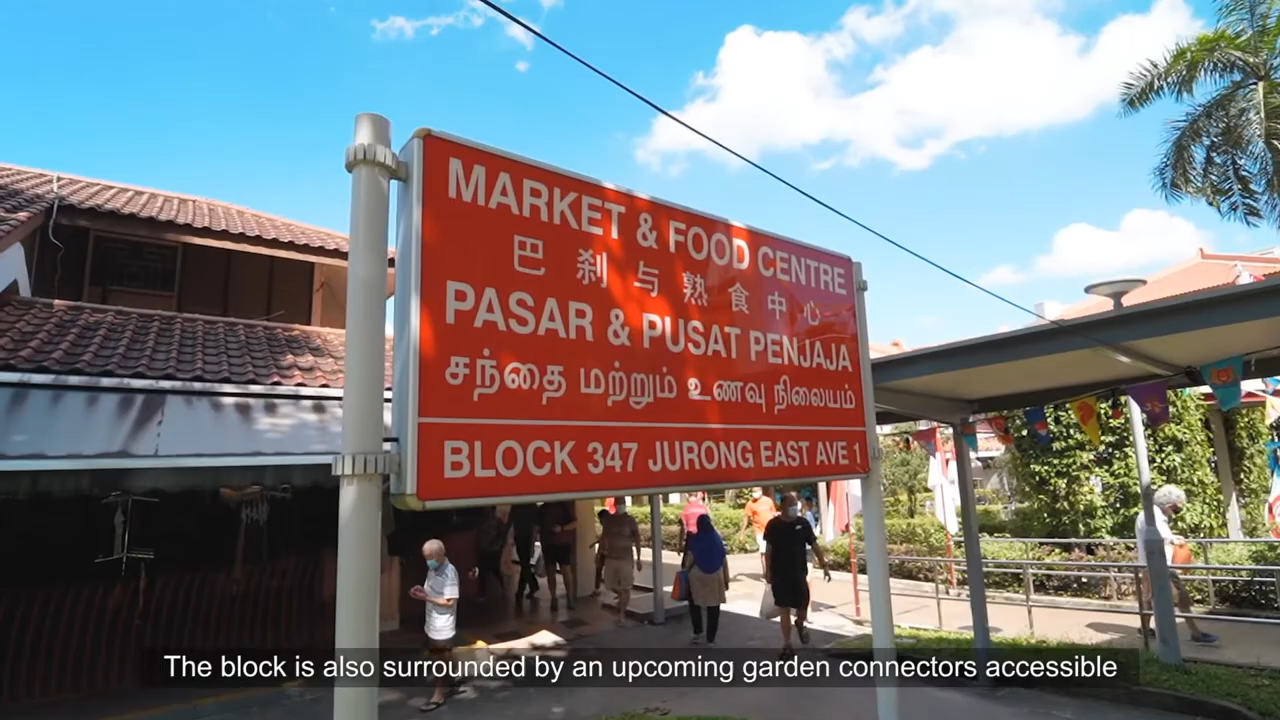 MARKET & FOOD CENTRE
巴刹与熟食中心
PASAR & PUSAT PENJAJA
சந்தை மற்றும் உணவு நிலையம்
BLOCK 347 JURONG EAST AVE 1
The block is also surrounded by an upcoming garden connectors accessible